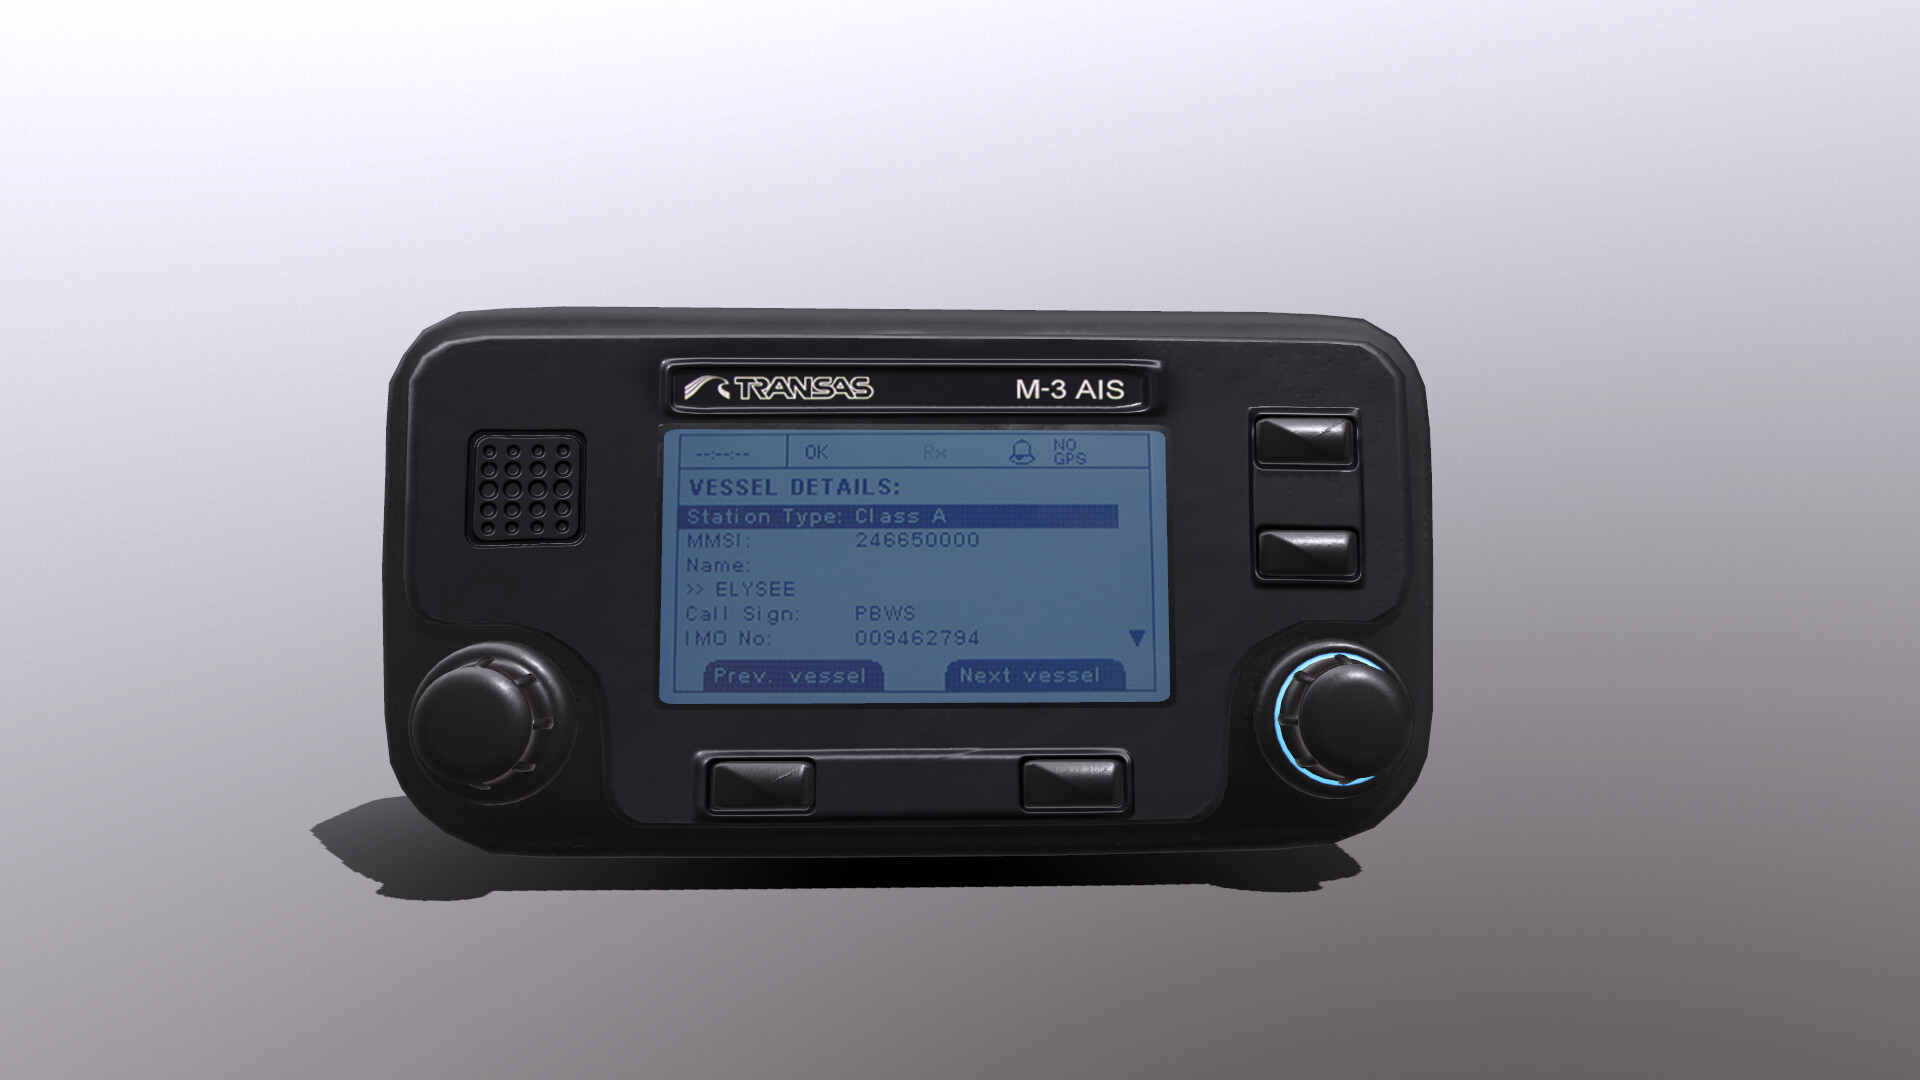 TRANSAS M-3 AIS
--:--:-- OK Rx NO GPS
VESSEL DETAILS:
Station Type: Class A
MMSI: 246650000
Name:
>> ELYSEE
Call Sign: PBWS
IMO No: 009462794
Prev. vessel Next vessel